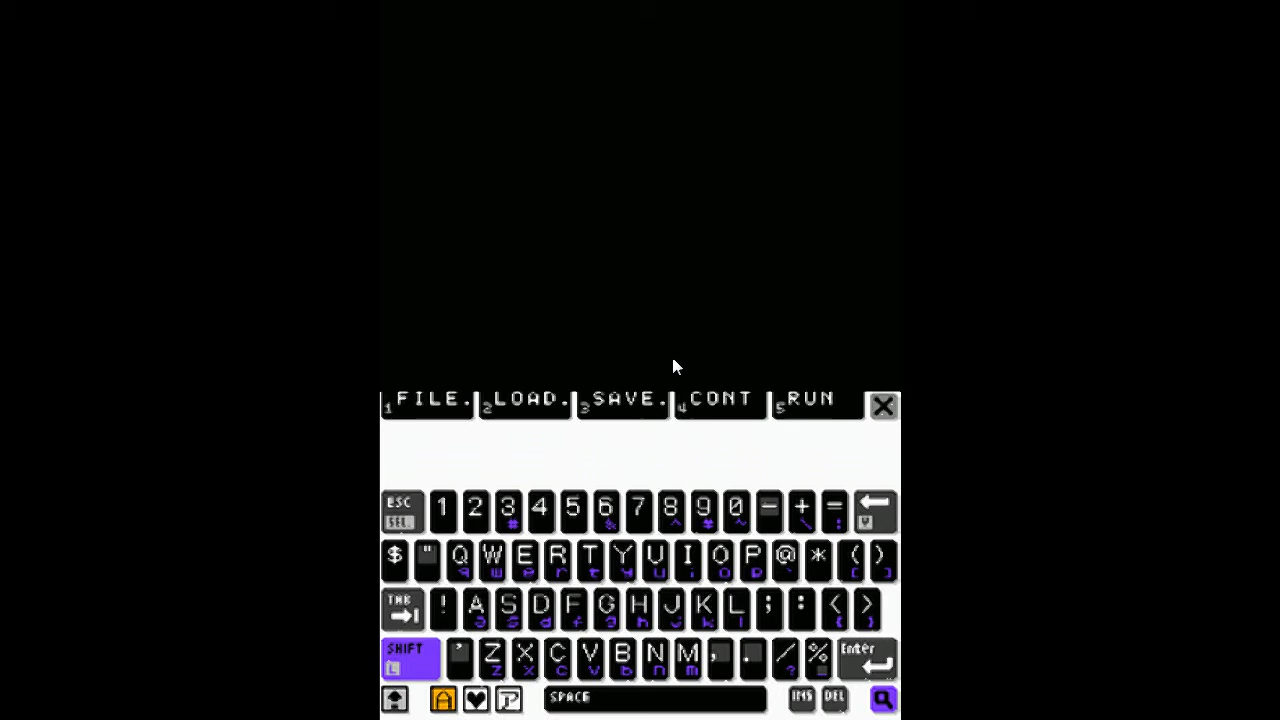 1FILE. 2LOAD. 3SAVE. 4CONT 5RUN X
ESC SEL. 1 2 3 # 4 5 6 & 7 8 ^ 9 ¥ 0 ~ - + \ = : Y
$ " Q q W w E e R r T t Y y U u I i O o P p @ ` * ( [ ) ]
TAB ! A a S s D d F f G g H h J j K k L l ; : < { > }
SHIFT L ' Z z X x C c V v B b N n M m , . / ? % Enter
A SPACE INS DEL